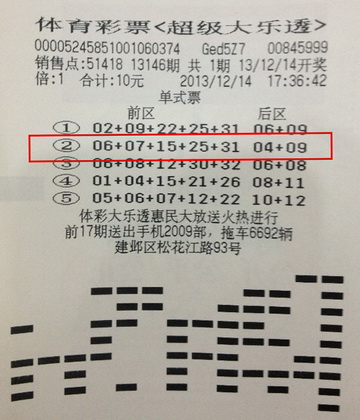 体育彩票<超级大乐透>
00005245851001060374 Ged5Z7 00845999
销售点:51418 13146期 共1期 13/12/14开奖
倍:1 合计:10元 2013/12/14 17:36:42
单式票
前区 后区
① 02+09+22+25+31 06+09
② 06+07+15+25+31 04+09
③ 06+08+12+30+32 06+08
④ 01+04+15+21+26 08+11
⑤ 05+06+07+12+22 10+12
体彩大乐透惠民大放送火热进行
前17期送出手机2009部,拖车6692辆
建邺区松花江路93号